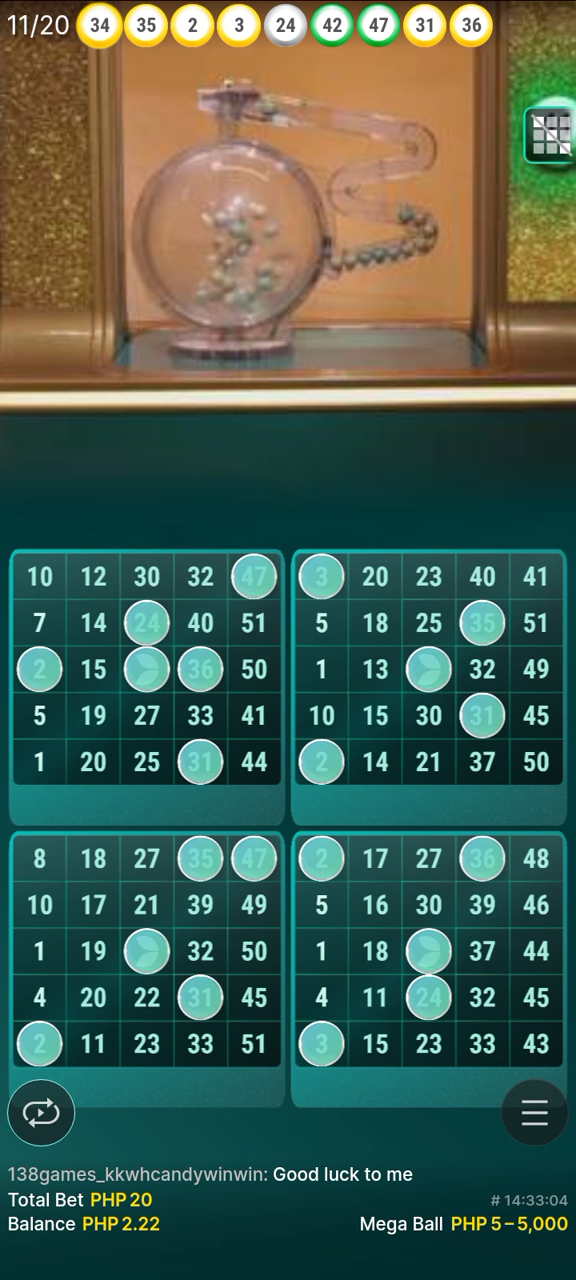 11/20 34 35 2 3 24 42 47 31 36
10 12 30 32 47
7 14 24 40 51
2 15 36 50
5 19 27 33 41
1 20 25 31 44
3 20 23 40 41
5 18 25 35 51
1 13 32 49
10 15 30 31 45
2 14 21 37 50
8 18 27 35 47
10 17 21 39 49
1 19 32 50
4 20 22 31 45
2 11 23 33 51
2 17 27 36 48
5 16 30 39 46
1 18 37 44
4 11 24 32 45
3 15 23 33 43
138games_kkwhcandywinwin: Good luck to me
Total Bet PHP 20
# 14:33:04
Balance PHP 2.22
Mega Ball PHP 5–5,000